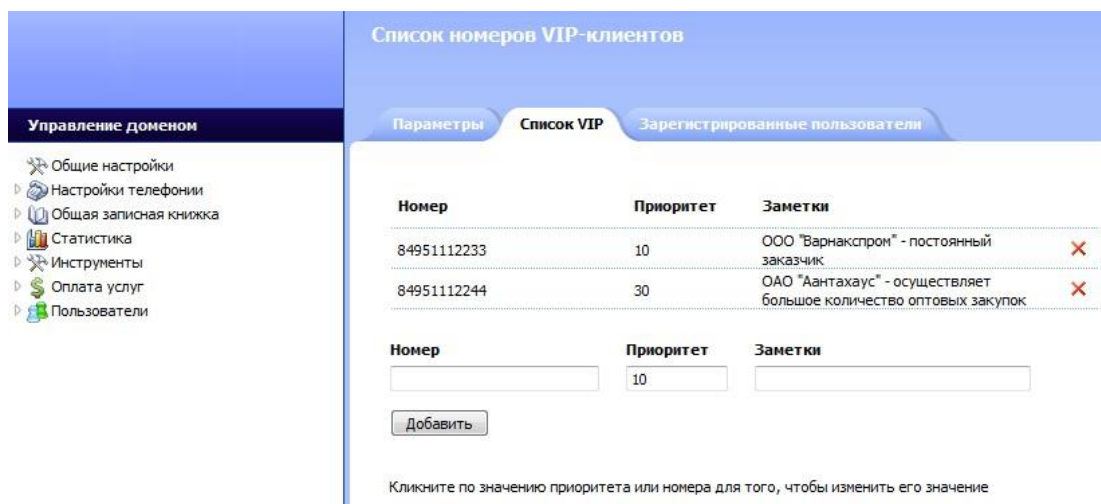 Список номеров VIP-клиентов
Управление доменом
Параметры
Список VIP
Зарегистрированные пользователи
Общие настройки
Настройки телефонии
Общая записная книжка
Статистика
Инструменты
Оплата услуг
Пользователи
Номер Приоритет Заметки
84951112233 10 ООО "Варнакспром" - постоянный
заказчик
84951112244 30 ОАО "Аантахаус" - осуществляет
большое количество оптовых закупок
Номер Приоритет Заметки
10
Добавить
Кликните по значению приоритета или номера для того, чтобы изменить его значение